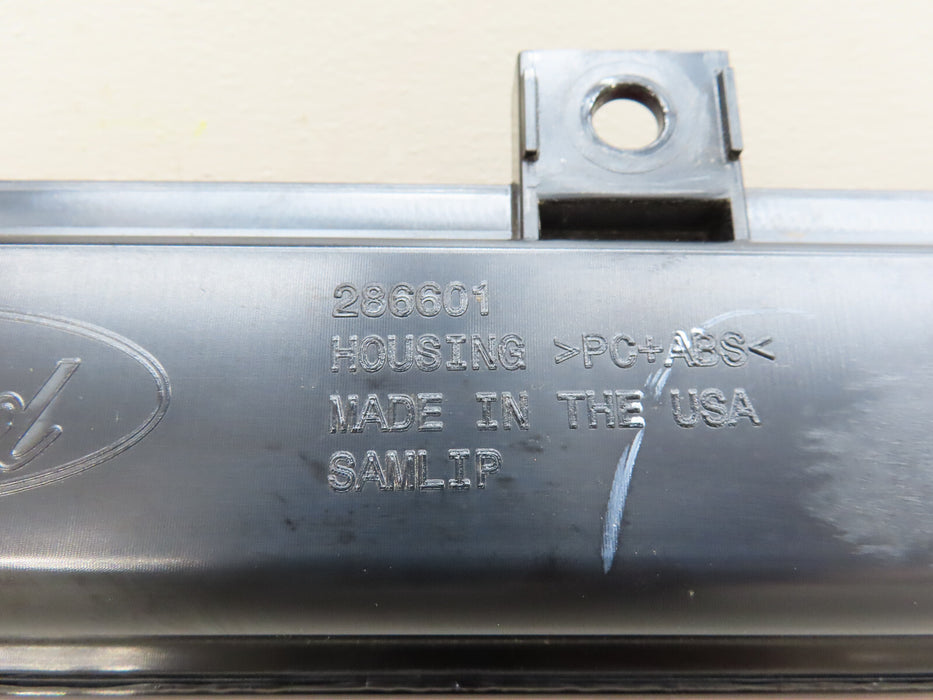 286601
HOUSING >PC+ABS<
MADE IN THE USA
SAMLIP